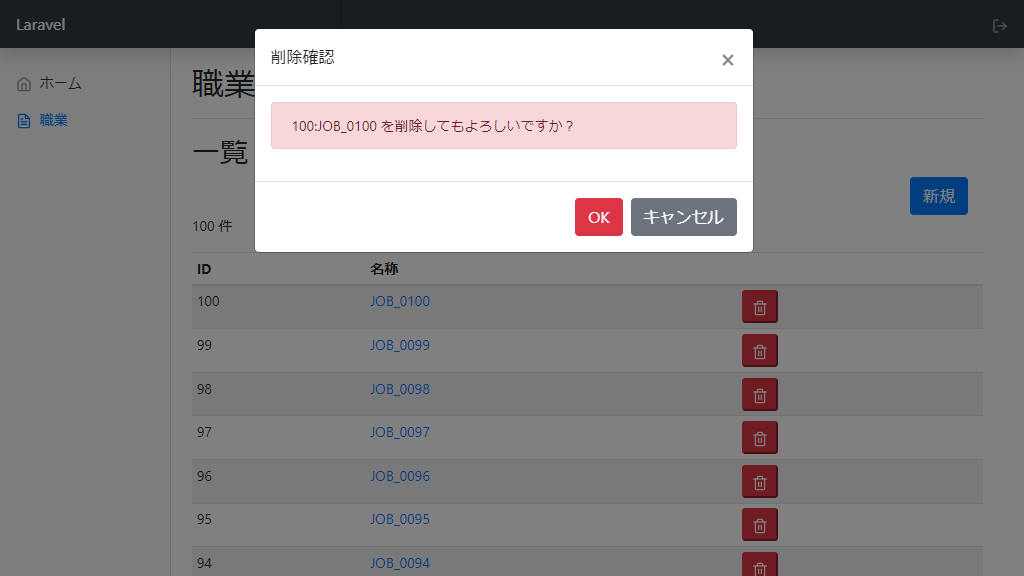 Laravel
ホーム
職業
職業
削除確認
×
100:JOB_0100 を削除してもよろしいですか？
OK
キャンセル
一覧
新規
100 件
ID 名称
100 JOB_0100
99 JOB_0099
98 JOB_0098
97 JOB_0097
96 JOB_0096
95 JOB_0095
94 JOB_0094